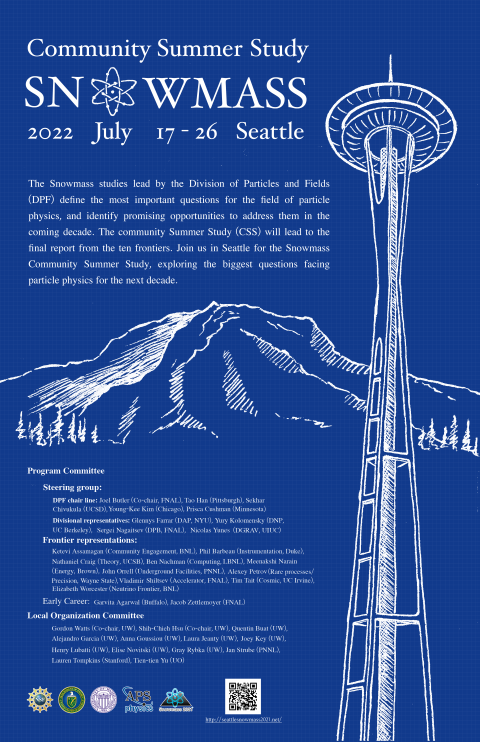 Community Summer Study
SN WMASS
2022 July 17 - 26 Seattle
The Snowmass studies lead by the Division of Particles and Fields
(DPF) define the most important questions for the field of particle
physics, and identify promising opportunities to address them in the
coming decade. The community Summer Study (CSS) will lead to the
final report from the ten frontiers. Join us in Seattle for the Snowmass
Community Summer Study, exploring the biggest questions facing
particle physics for the next decade.
Program Committee
Steering group:
DPF chair line: Joel Butler (Co-chair, FNAL), Tao Han (Pittsburgh), Sekhar
Chivukula (UCSD), Young-Kee Kim (Chicago), Prisca Cushman (Minnesota)
Divisional representatives: Glennys Farrar (DAP, NYU), Yury Kolomensky (DNP,
UC Berkeley), Sergei Nagaitsev (DPB, FNAL), Nicolas Yunes (DGRAV, UIUC)
Frontier representations:
Ketevi Assamagan (Community Engagement, BNL), Phil Barbeau (Instrumentation, Duke),
Nathaniel Craig (Theory, UCSB), Ben Nachman (Computing, LBNL), Meenakshi Narain
(Energy, Brown), John Orrell (Underground Facilities, PNNL), Alexey Petrov (Rare processes/
Precision, Wayne State), Vladimir Shiltsev (Accelerator, FNAL), Tim Tait (Cosmic, UC Irvine),
Elizabeth Worcester (Neutrino Frontier, BNL)
Early Career: Garvita Agarwal (Buffalo), Jacob Zettlemoyer (FNAL)
Local Organization Committee
Gordon Watts (Co-chair, UW), Shih-Chieh Hsu (Co-chair, UW), Quentin Buat (UW),
Alejandro Garcia (UW), Anna Goussiou (UW), Laura Jeanty (UW), Joey Key (UW),
Henry Lubatti (UW), Elise Novitski (UW), Gray Rybka (UW), Jan Strube (PNNL),
Lauren Tompkins (Stanford), Tien-tien Yu (UO)
APS
physics
Snowmass 2021
http://seattlesnowmass2021.net/